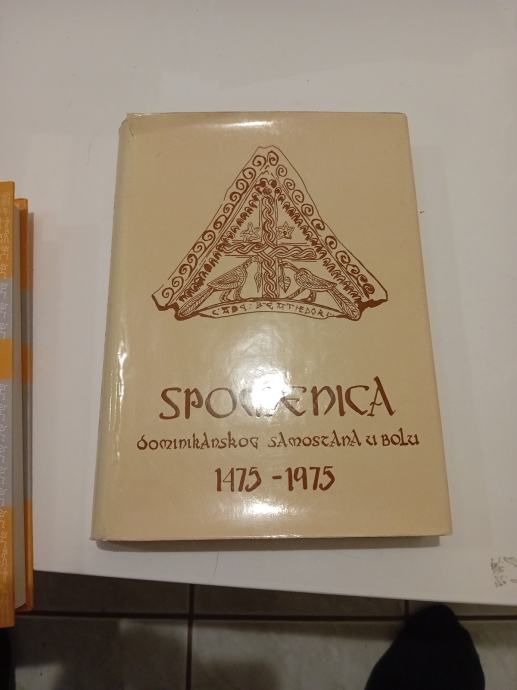 SPOMENICA
dominikanskog samostana u Bolu
1475 - 1975